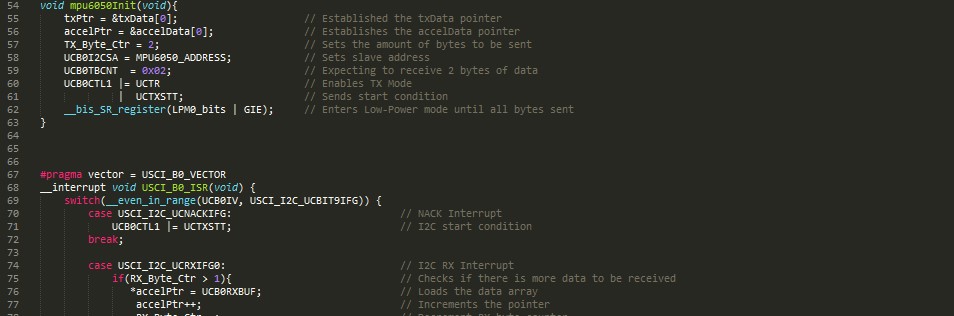 54 void mpu6050Init(void){
55 txPtr = &txData[0]; // Established the txData pointer
56 accelPtr = &accelData[0]; // Establishes the accelData pointer
57 TX_Byte_Ctr = 2; // Sets the amount of bytes to be sent
58 UCB0I2CSA = MPU6050_ADDRESS; // Sets slave address
59 UCB0TBCNT = 0x02; // Expecting to receive 2 bytes of data
60 UCB0CTL1 |= UCTR // Enables TX Mode
61 | UCTXSTT; // Sends start condition
62 __bis_SR_register(LPM0_bits | GIE); // Enters Low-Power mode until all bytes sent
63 }
64
65
66
67 #pragma vector = USCI_B0_VECTOR
68 __interrupt void USCI_B0_ISR(void) {
69 switch(__even_in_range(UCB0IV, USCI_I2C_UCBIT9IFG)) {
70 case USCI_I2C_UCNACKIFG: // NACK Interrupt
71 UCB0CTL1 |= UCTXSTT; // I2C start condition
72 break;
73
74 case USCI_I2C_UCRXIFG0: // I2C RX Interrupt
75 if(RX_Byte_Ctr > 1){ // Checks if there is more data to be received
76 *accelPtr = UCB0RXBUF; // Loads the data array
77 accelPtr++; // Increments the pointer